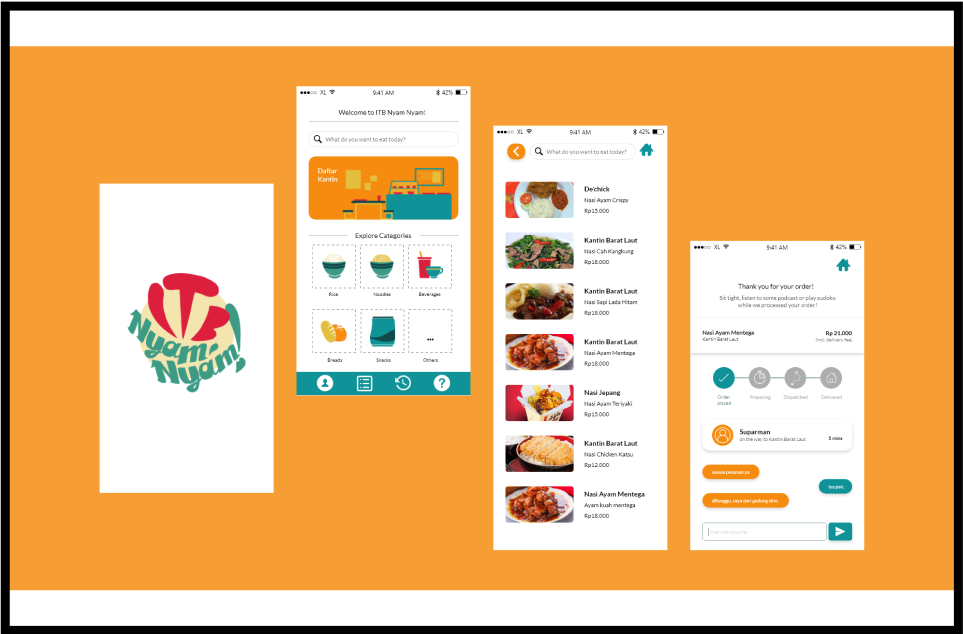 ITB
Nyam
Nyam!
XL 9:41 AM 42%
Welcome to ITB Nyam Nyam!
What do you want to eat today?
Daftar
Kantin
Explore Categories
Rice Noodles Beverages
...
Breads Snacks Others
?
XL 9:41 AM 42%
What do you want to eat today?
De'chick
Nasi Ayam Crispy
Rp15.000
Kantin Barat Laut
Nasi Cah Kangkung
Rp18.000
Kantin Barat Laut
Nasi Sapi Lada Hitam
Rp18.000
Kantin Barat Laut
Nasi Ayam Mentega
Rp18.000
Nasi Jepang
Nasi Ayam Teriyaki
Rp15.000
Kantin Barat Laut
Nasi Chicken Katsu
Rp12.000
Nasi Ayam Mentega
Ayam kuah mentega
Rp18.000
XL 9:41 AM 42%
Thank you for your order!
Sit tight, listen to some podcast or play sudoku
while we processed your order!
Nasi Ayam Mentega Rp 21.000
Kantin Barat Laut (incl. delivery fee)
Order Preparing Dispatched Delivered
placed
Suparman
on the way to Kantin Barat Laut 5 mins
sesuai pesanan ya
iya pak.
ditunggu, saya dari gedung